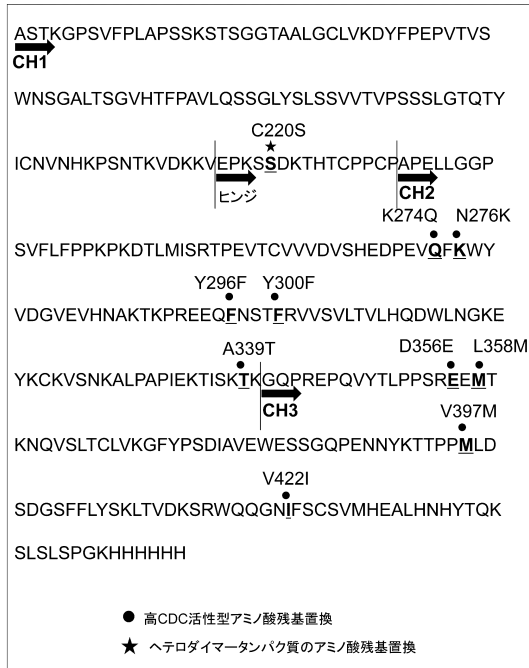 ASTKGPSVFPLAPSSKSTSGGTAALGCLVKDYFPEPVTVS
CH1
WNSGALTSGVHTFPAVLQSSGLYSLSSVVTVPSSSLGTQTY
C220S
★
ICNVNHKPSNTKVDKKVEPKSSDKTHTCPPCPAPELLGGP
ヒンジ CH2
K274Q N276K
SVFLFPPKPKDTLMISRTPEVTCVVVDVSHEDPEVQFKWY
Y296F Y300F
VDGVEVHNAKTKPREEQFNSTFRVVSVLTVLHQDWLNGKE
A339T D356E L358M
YKCKVSNKALPAPIEKTISKTKGQPREPQVYTLPPSREEMT
CH3
V397M
KNQVSLTCLVKGFYPSDIAVEWESSGQPENNYKTTPPMLD
V422I
SDGSFFLYSKLTVDKSRWQQGNIFSCSVMHEALHNHYTQK
SLSLSPGKHHHHHH
● 高CDC活性型アミノ酸残基置換
★ ヘテロダイマータンパク質のアミノ酸残基置換